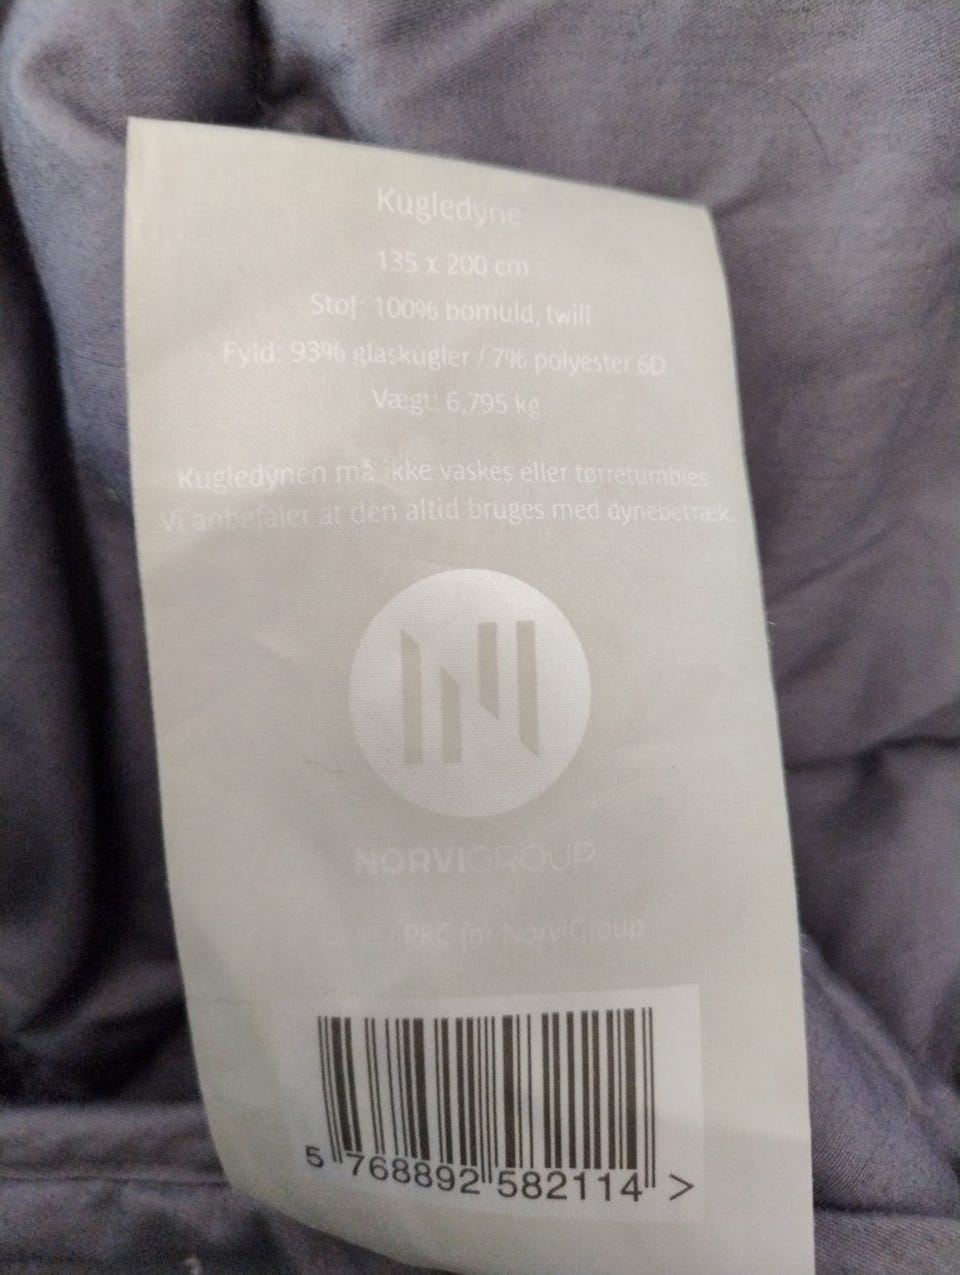 Kugledyne
135 x 200 cm
Stof: 100% bomuld, twill
Fyld: 93% glaskugler / 7% polyester 6D
Vægt: 6,795 kg
Kugledynen må ikke vaskes eller tørretumbles
Vi anbefaler at den altid bruges med dynebetræk.
NORVIGROUP
PRC for NorviGroup
5 768892 582114 >